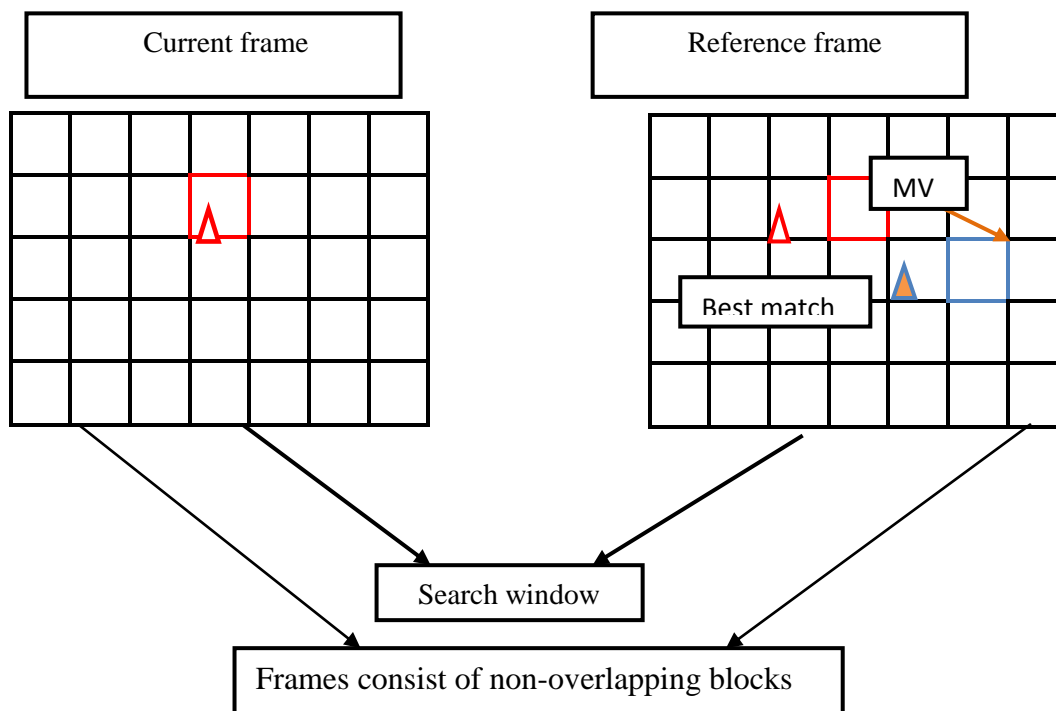 Current frame
Reference frame
MV
Best match
Search window
Frames consist of non-overlapping blocks